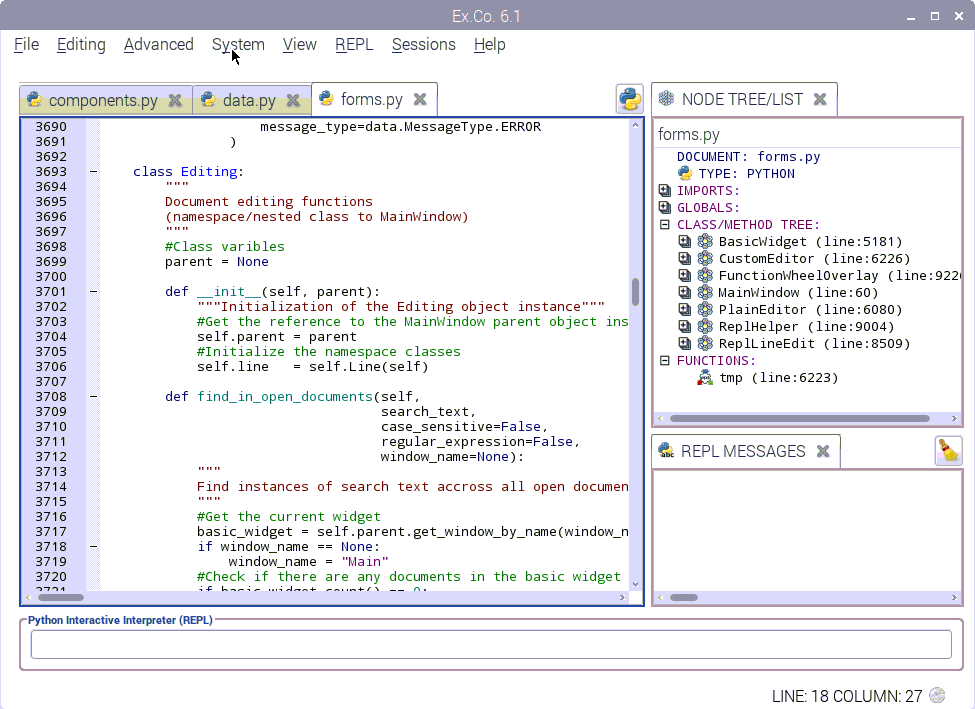 Ex.Co. 6.1
File Editing Advanced System View REPL Sessions Help
components.py data.py forms.py
3690 message_type=data.MessageType.ERROR
3691 )
3692
3693 class Editing:
3694 """
3695 Document editing functions
3696 (namespace/nested class to MainWindow)
3697 """
3698 #Class varibles
3699 parent = None
3700
3701 def __init__(self, parent):
3702 """Initialization of the Editing object instance"""
3703 #Get the reference to the MainWindow parent object ins
3704 self.parent = parent
3705 #Initialize the namespace classes
3706 self.line   = self.Line(self)
3707
3708 def find_in_open_documents(self,
3709 search_text,
3710 case_sensitive=False,
3711 regular_expression=False,
3712 window_name=None):
3713 """
3714 Find instances of search text accross all open documen
3715 """
3716 #Get the current widget
3717 basic_widget = self.parent.get_window_by_name(window_n
3718 if window_name == None:
3719 window_name = "Main"
3720 #Check if there are any documents in the basic widget
3721 if basic_widget.count() == 0:
NODE TREE/LIST
forms.py
DOCUMENT: forms.py
TYPE: PYTHON
IMPORTS:
GLOBALS:
CLASS/METHOD TREE:
BasicWidget (line:5181)
CustomEditor (line:6226)
FunctionWheelOverlay (line:922
MainWindow (line:60)
PlainEditor (line:6080)
ReplHelper (line:9004)
ReplLineEdit (line:8509)
FUNCTIONS:
tmp (line:6223)
REPL MESSAGES
Python Interactive Interpreter (REPL)
LINE: 18 COLUMN: 27